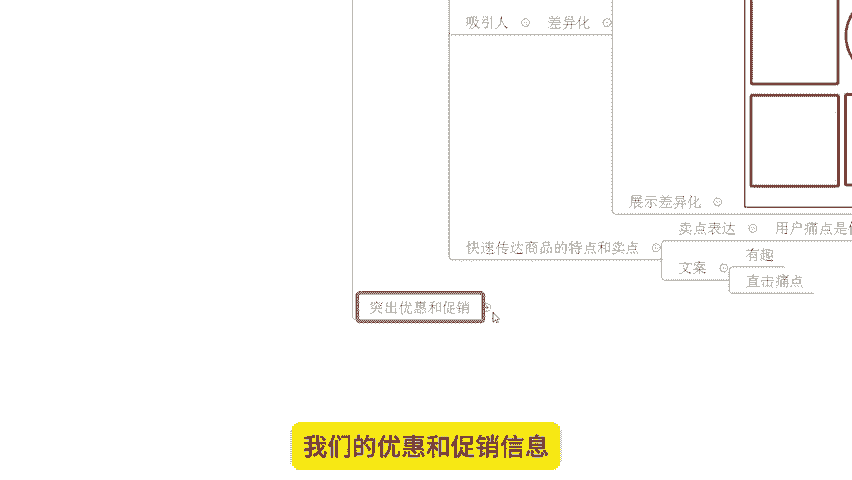 吸引人 差异化
展示差异化
卖点表达 用户痛点是
快速传达商品的特点和卖点
有趣
文案
直击痛点
突出优惠和促销
我们的优惠和促销信息